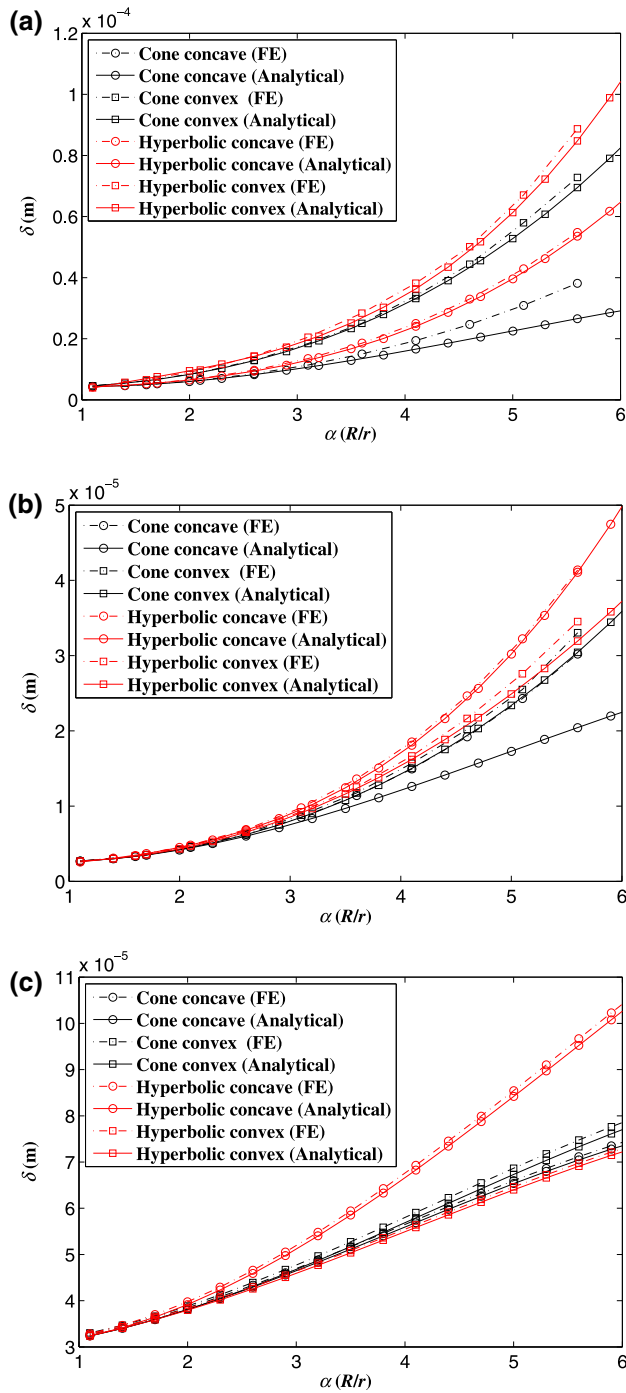 (a)
x 10⁻⁴
1.2
1
0.8
0.6
0.4
0.2
0
δ (m)
Cone concave (FE)
Cone concave (Analytical)
Cone convex (FE)
Cone convex (Analytical)
Hyperbolic concave (FE)
Hyperbolic concave (Analytical)
Hyperbolic convex (FE)
Hyperbolic convex (Analytical)
1 2 3 4 5 6
α (R/r)
(b)
x 10⁻⁵
5
4
3
2
1
0
δ (m)
Cone concave (FE)
Cone concave (Analytical)
Cone convex (FE)
Cone convex (Analytical)
Hyperbolic concave (FE)
Hyperbolic concave (Analytical)
Hyperbolic convex (FE)
Hyperbolic convex (Analytical)
1 2 3 4 5 6
α (R/r)
(c)
x 10⁻⁵
11
10
9
8
7
6
5
4
3
δ (m)
Cone concave (FE)
Cone concave (Analytical)
Cone convex (FE)
Cone convex (Analytical)
Hyperbolic concave (FE)
Hyperbolic concave (Analytical)
Hyperbolic convex (FE)
Hyperbolic convex (Analytical)
1 2 3 4 5 6
α (R/r)